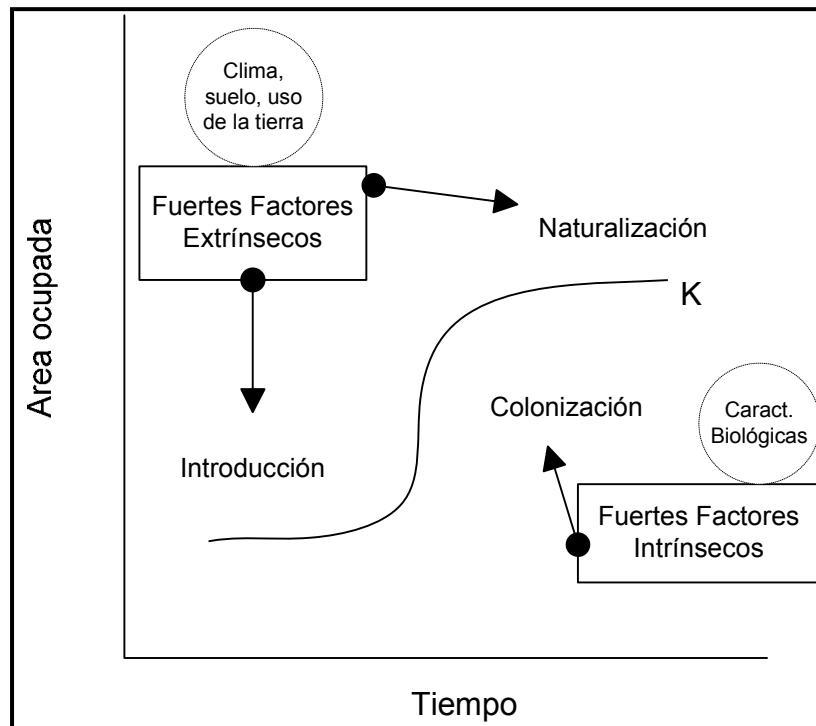 Clima,
suelo, uso
de la tierra
Fuertes Factores
Extrínsecos
Naturalización
K
Area ocupada
Colonización
Caract.
Biológicas
Introducción
Fuertes Factores
Intrínsecos
Tiempo